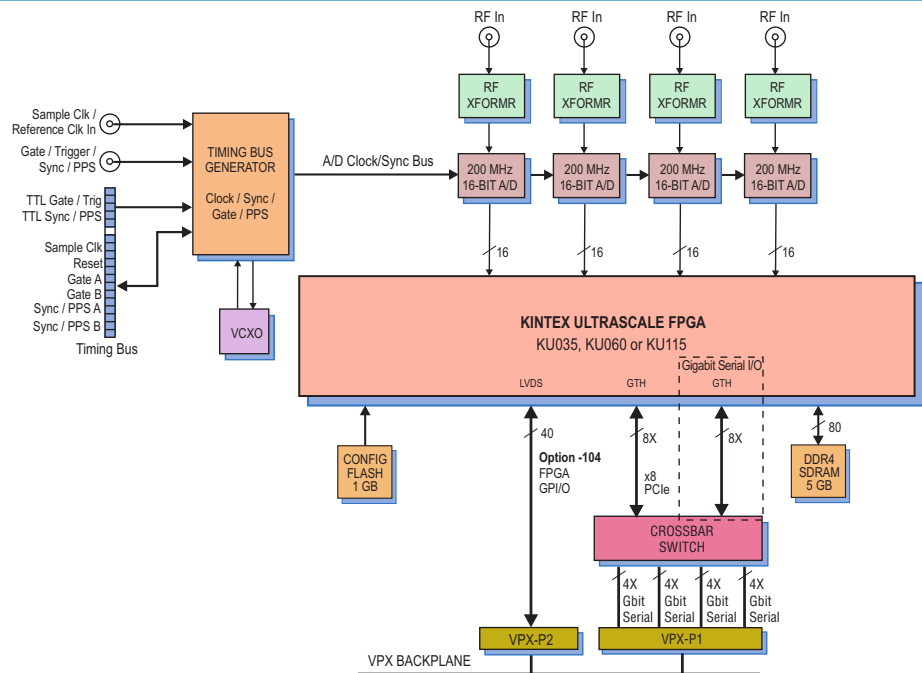 RF In
RF In
RF In
RF In
RF
XFORMR
RF
XFORMR
RF
XFORMR
RF
XFORMR
Sample Clk /
Reference Clk In
Gate / Trigger /
Sync / PPS
TTL Gate / Trig
TTL Sync / PPS
Sample Clk
Reset
Gate A
Gate B
Sync / PPS A
Sync / PPS B
Timing Bus
TIMING BUS
GENERATOR
Clock / Sync /
Gate / PPS
VCXO
A/D Clock/Sync Bus
200 MHz
16-BIT A/D
200 MHz
16-BIT A/D
200 MHz
16-BIT A/D
200 MHz
16-BIT A/D
16
16
16
16
KINTEX ULTRASCALE FPGA
KU035, KU060 or KU115
Gigabit Serial I/O
LVDS
GTH
GTH
40
8X
8X
80
CONFIG
FLASH
1 GB
Option -104
FPGA
GPI/O
x8
PCIe
DDR4
SDRAM
5 GB
CROSSBAR
SWITCH
4X
Gbit
Serial
4X
Gbit
Serial
4X
Gbit
Serial
4X
Gbit
Serial
VPX-P2
VPX-P1
VPX BACKPLANE